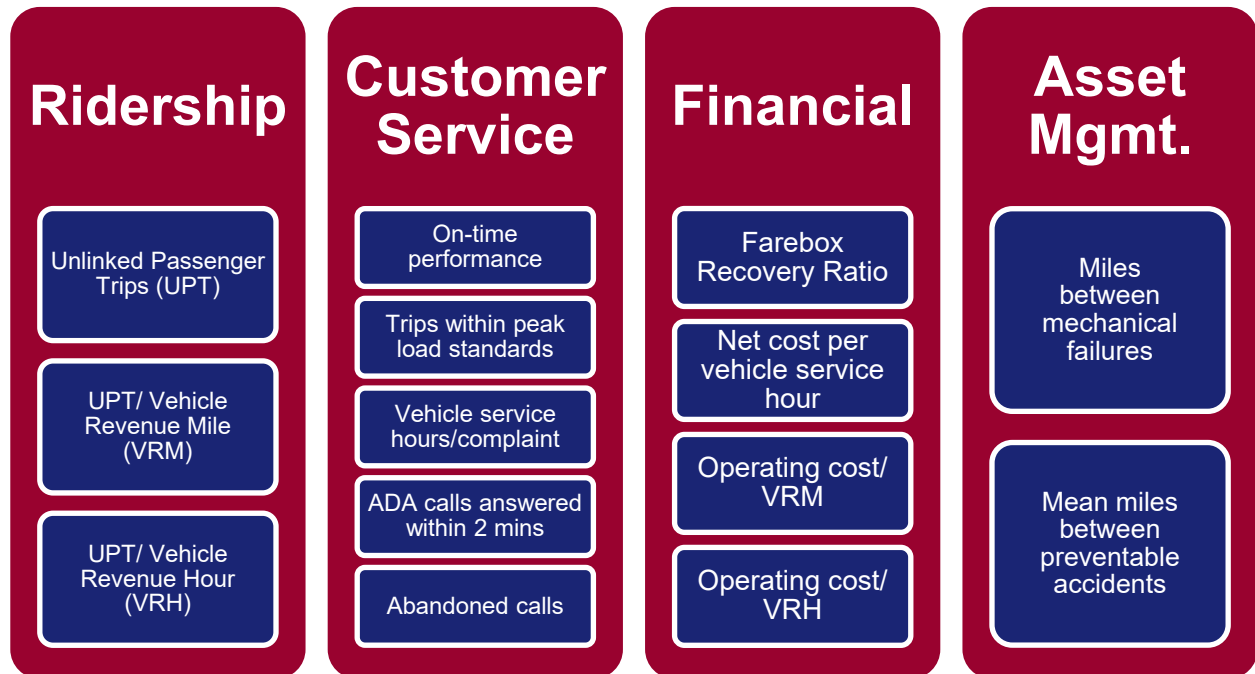 Ridership
Unlinked Passenger
Trips (UPT)
UPT/ Vehicle
Revenue Mile
(VRM)
UPT/ Vehicle
Revenue Hour
(VRH)
Customer
Service
On-time
performance
Trips within peak
load standards
Vehicle service
hours/complaint
ADA calls answered
within 2 mins
Abandoned calls
Financial
Farebox
Recovery Ratio
Net cost per
vehicle service
hour
Operating cost/
VRM
Operating cost/
VRH
Asset
Mgmt.
Miles
between
mechanical
failures
Mean miles
between
preventable
accidents